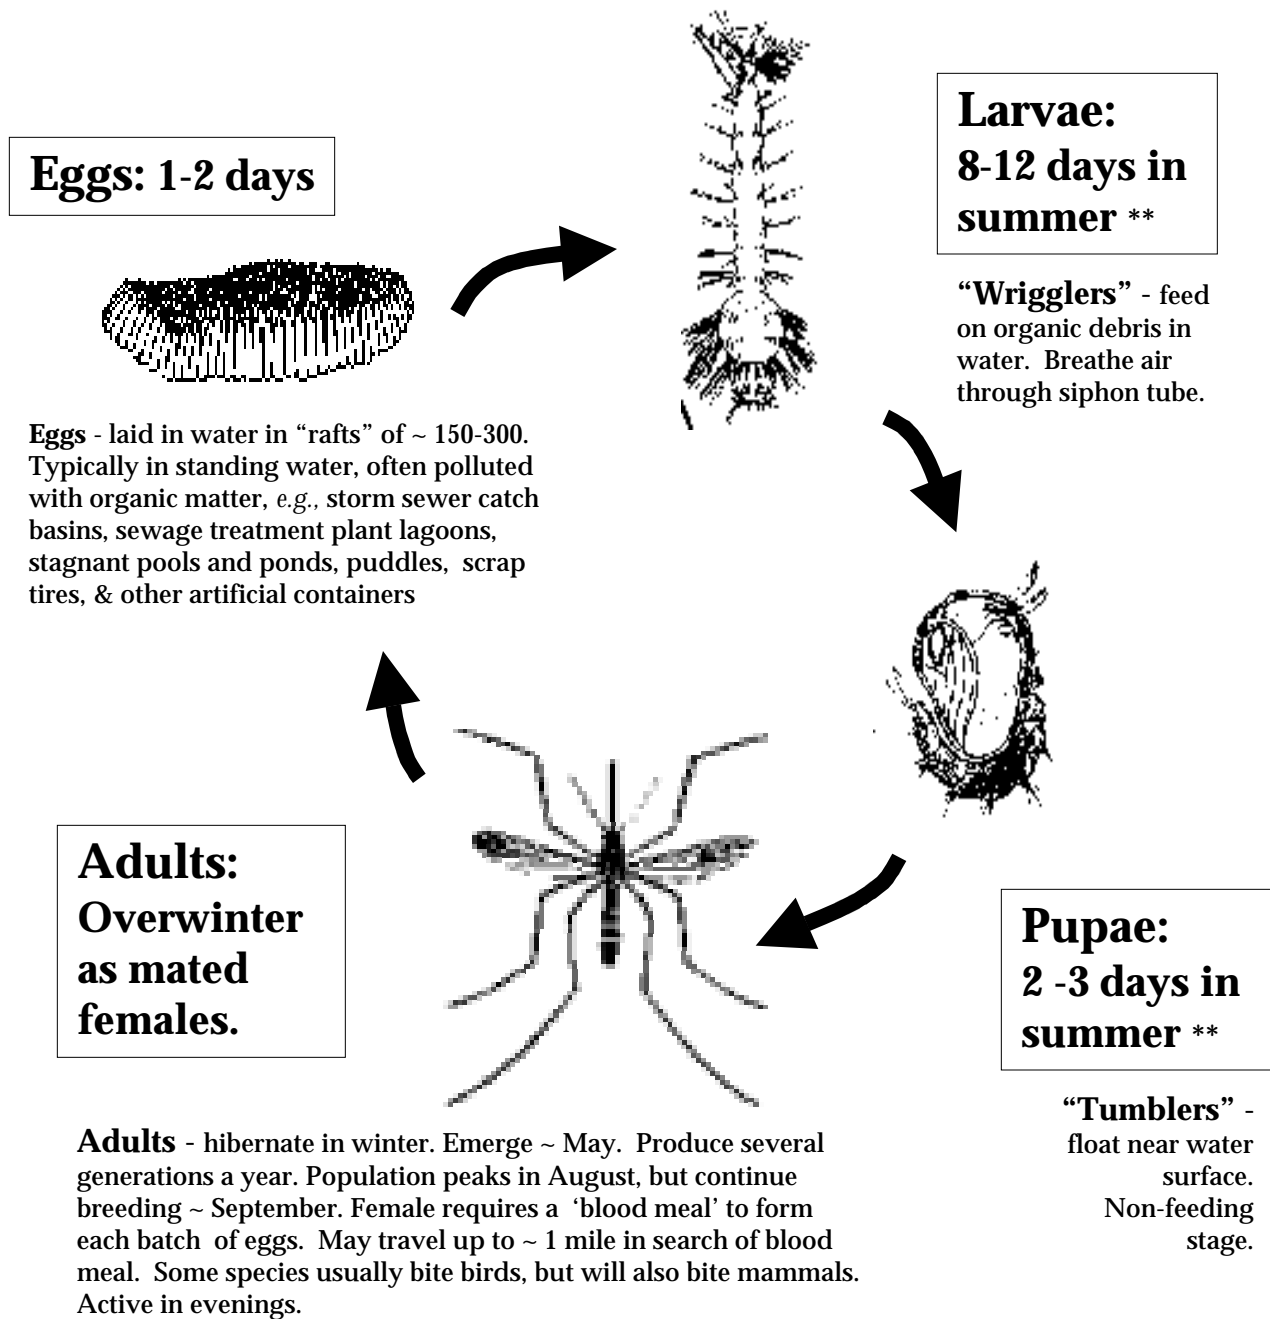 Eggs: 1-2 days
Eggs - laid in water in “rafts” of ~ 150-300.
Typically in standing water, often polluted
with organic matter, e.g., storm sewer catch
basins, sewage treatment plant lagoons,
stagnant pools and ponds, puddles, scrap
tires, & other artificial containers
Larvae:
8-12 days in
summer **
“Wrigglers” - feed
on organic debris in
water. Breathe air
through siphon tube.
Pupae:
2 -3 days in
summer **
“Tumblers” -
float near water
surface.
Non-feeding
stage.
Adults:
Overwinter
as mated
females.
Adults - hibernate in winter. Emerge ~ May. Produce several
generations a year. Population peaks in August, but continue
breeding ~ September. Female requires a ‘blood meal’ to form
each batch of eggs. May travel up to ~ 1 mile in search of blood
meal. Some species usually bite birds, but will also bite mammals.
Active in evenings.